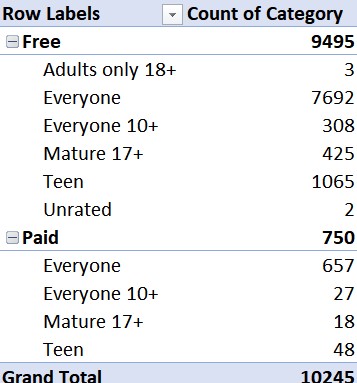 Row Labels Count of Category
Free 9495
Adults only 18+ 3
Everyone 7692
Everyone 10+ 308
Mature 17+ 425
Teen 1065
Unrated 2
Paid 750
Everyone 657
Everyone 10+ 27
Mature 17+ 18
Teen 48
Grand Total 10245